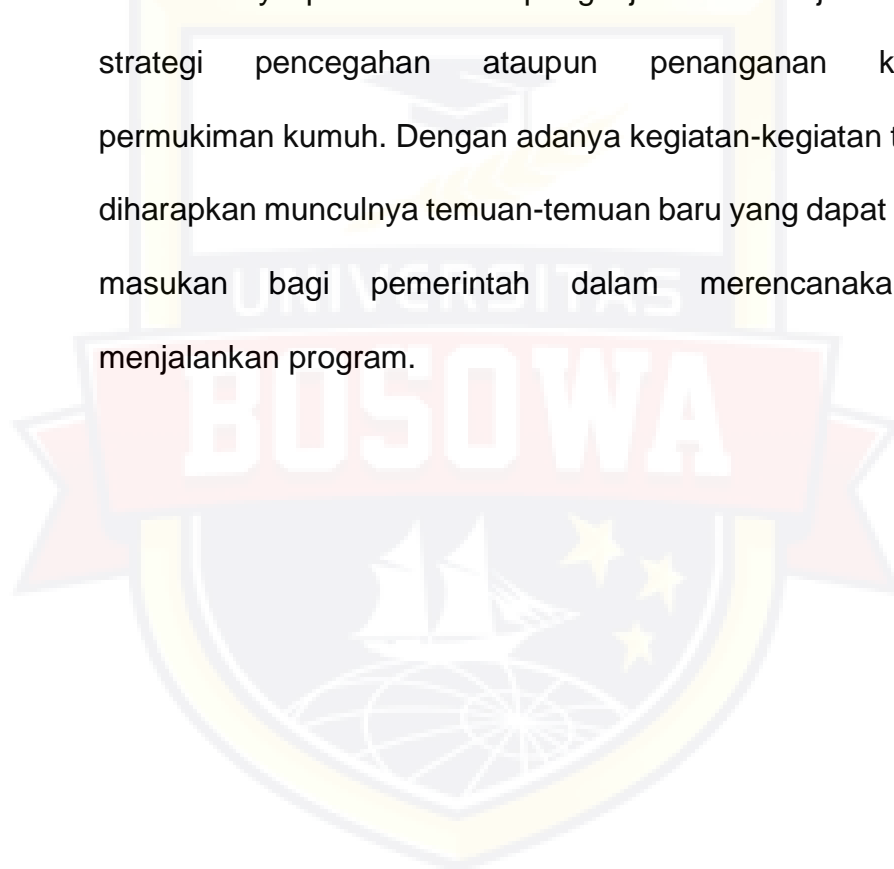 strategi pencegahan ataupun penanganan
permukiman kumuh. Dengan adanya kegiatan-kegiatan
diharapkan munculnya temuan-temuan baru yang dapat
masukan bagi pemerintah dalam
UNIVERSITAS
menjalankan program.
BOSOWA